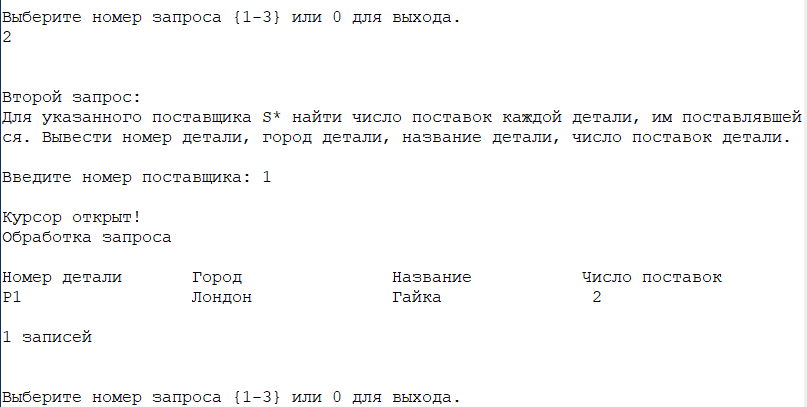 Выберите номер запроса {1-3} или 0 для выхода.
2
Второй запрос:
Для указанного поставщика S* найти число поставок каждой детали, им поставлявшей
ся. Вывести номер детали, город детали, название детали, число поставок детали.
Введите номер поставщика: 1
Курсор открыт!
Обработка запроса
Номер детали Город Название Число поставок
P1 Лондон Гайка 2
1 записей
Выберите номер запроса {1-3} или 0 для выхода.